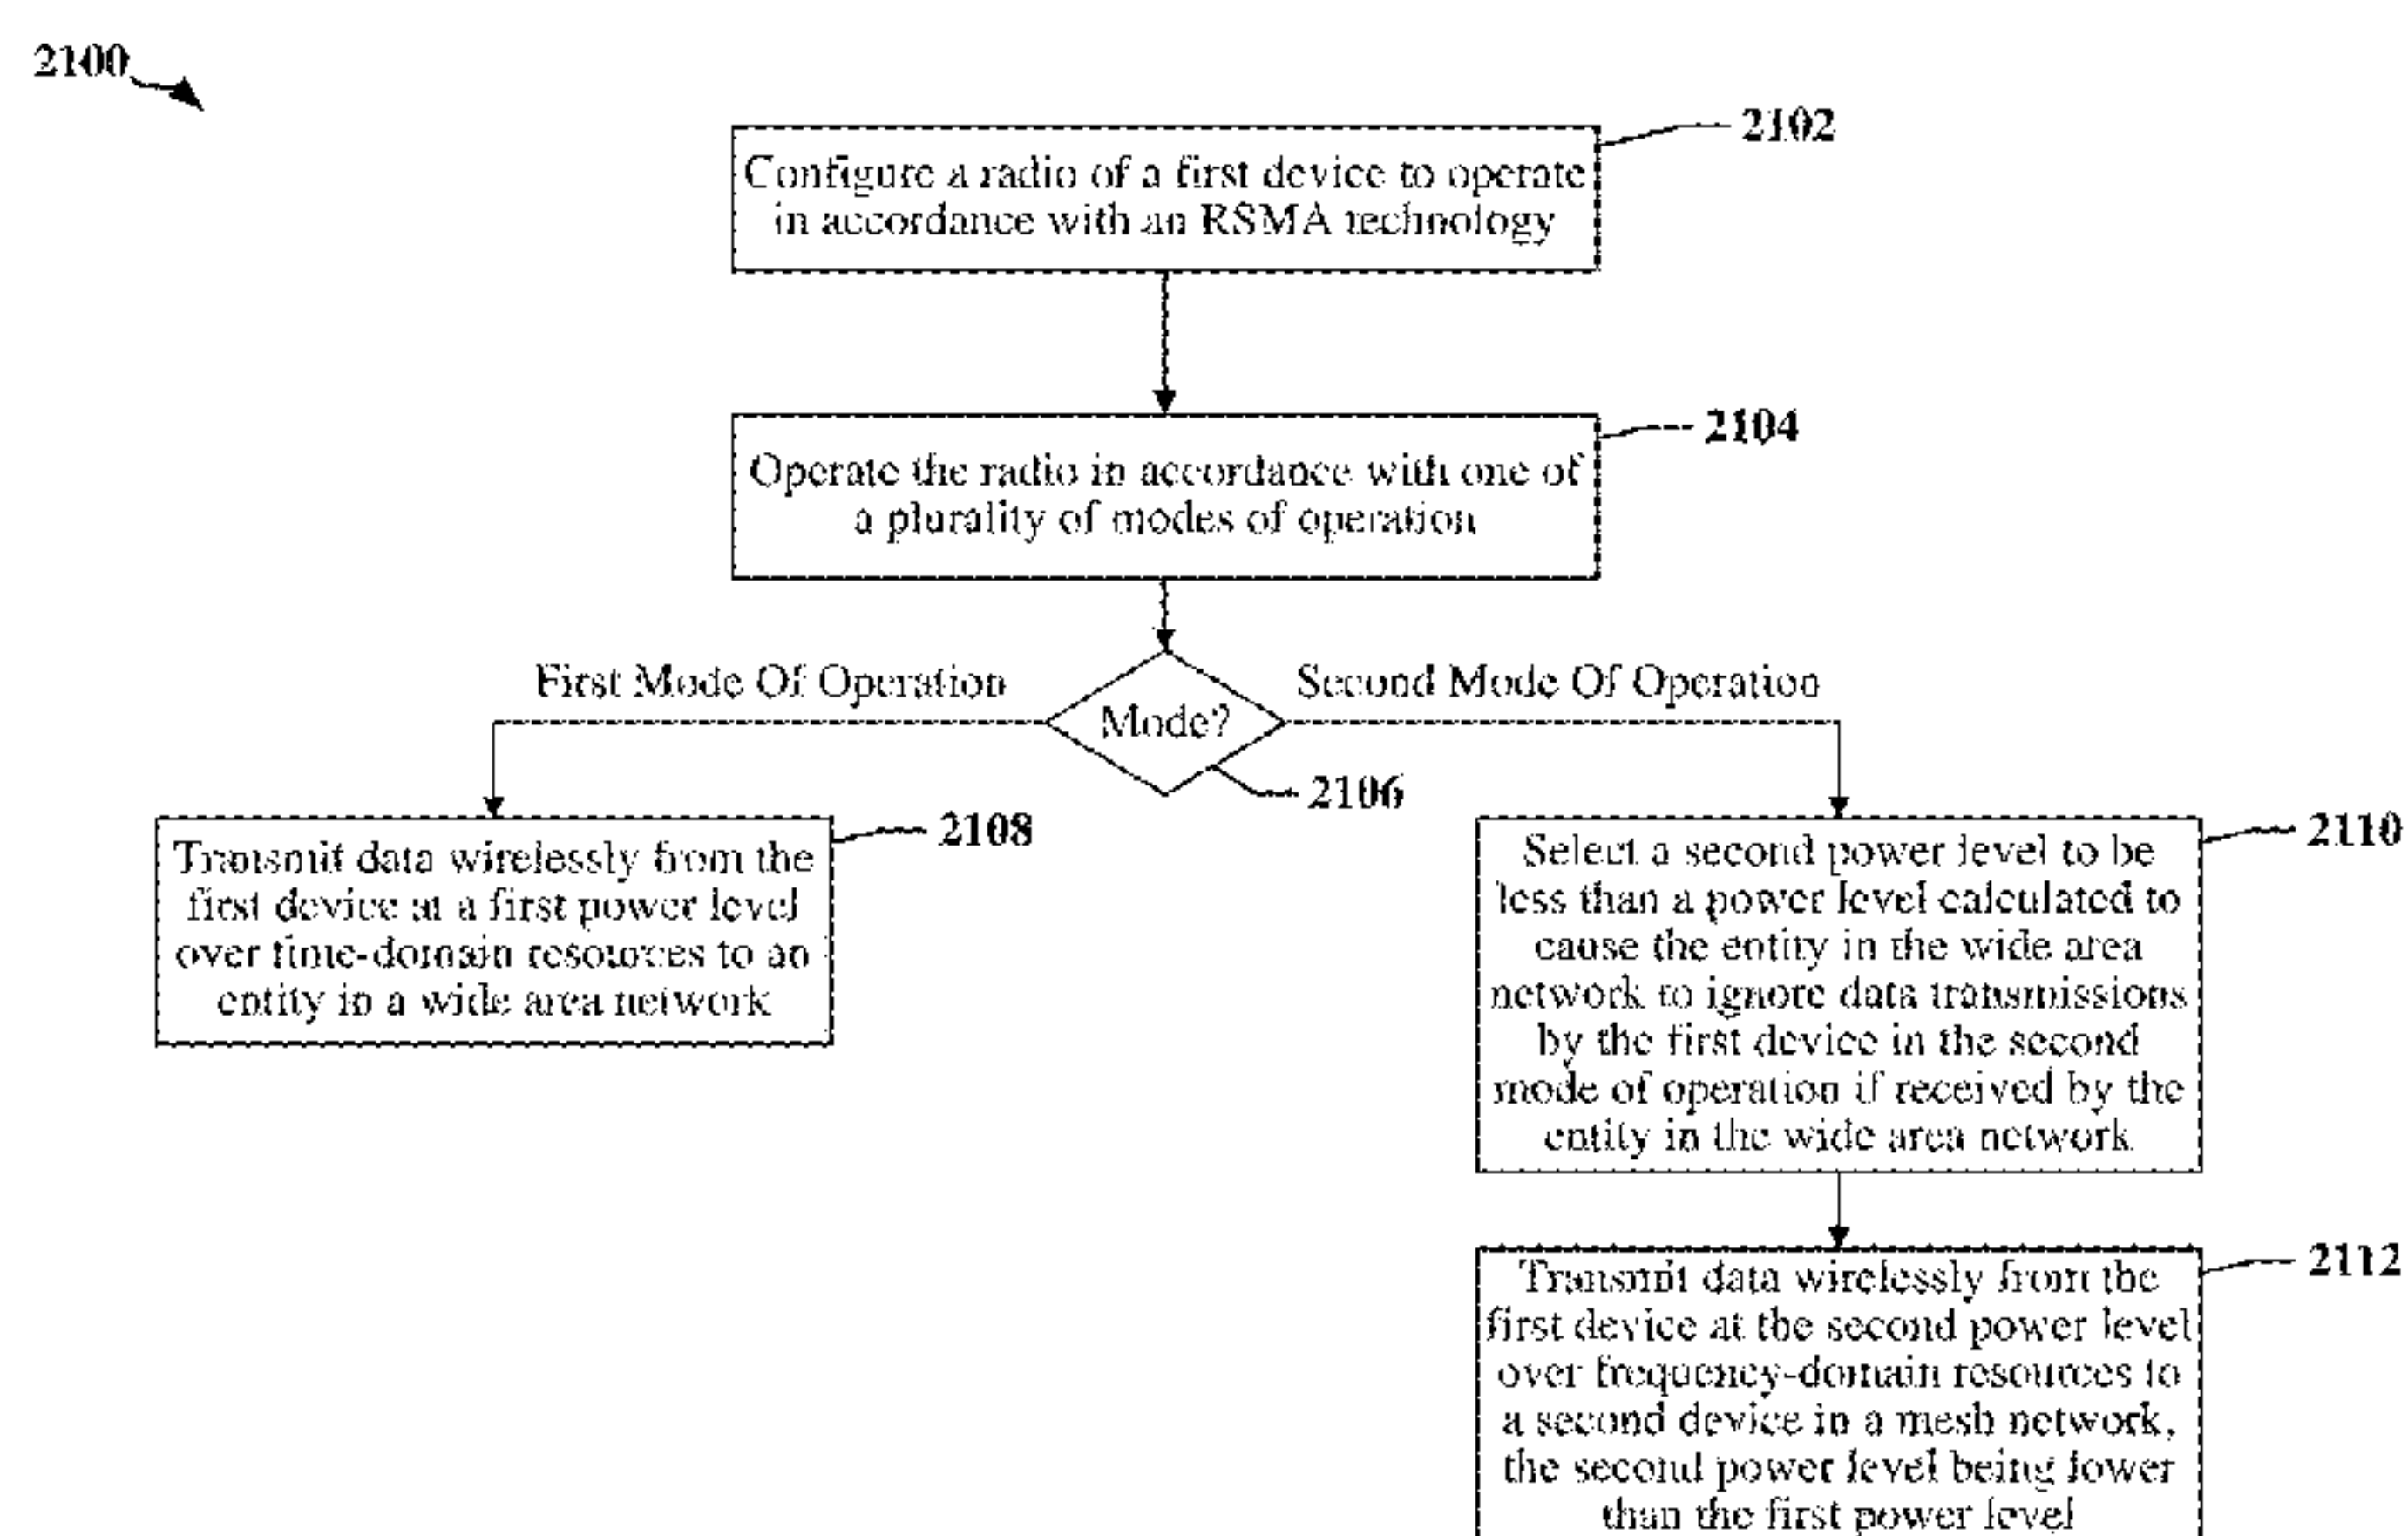 2100
2102
Configure a radio of a first device to operate
in accordance with an RSMA technology
2104
Operate the radio in accordance with one of
a plurality of modes of operation
First Mode Of Operation
Second Mode Of Operation
Mode?
2106
2108
Transmit data wirelessly from the
first device at a first power level
over time-domain resources to an
entity in a wide area network
2110
Select a second power level to be
less than a power level calculated to
cause the entity in the wide area
network to ignore data transmissions
by the first device in the second
mode of operation if received by the
entity in the wide area network
2112
Transmit data wirelessly from the
first device at the second power level
over frequency-domain resources to
a second device in a mesh network,
the second power level being lower
than the first power level